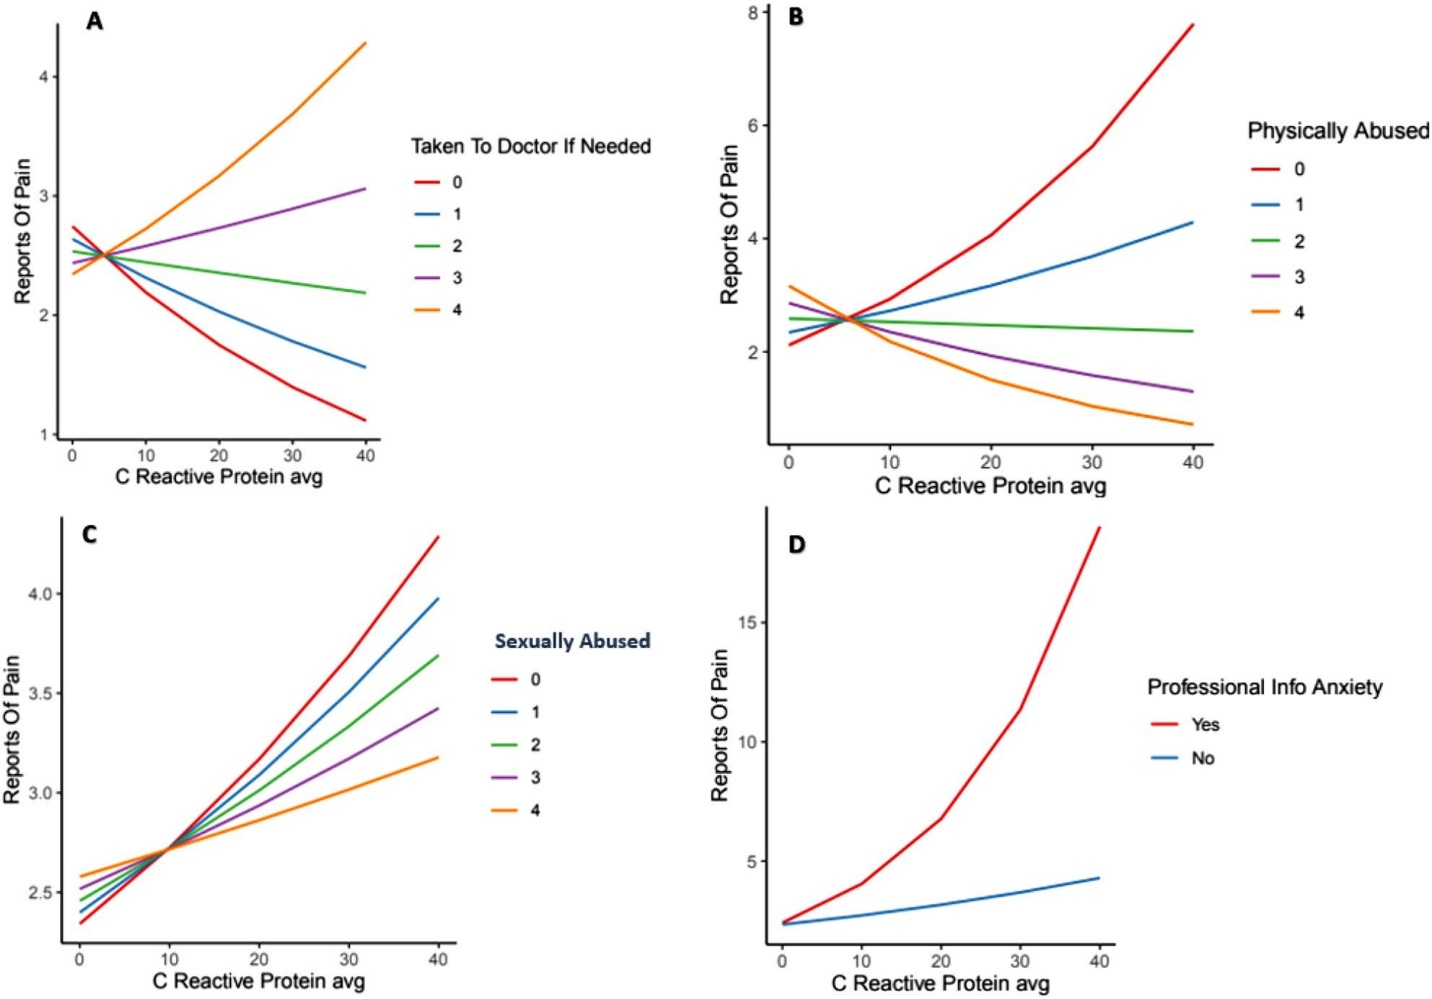 A
Reports Of Pain
4
3
2
1
0 10 20 30 40
C Reactive Protein avg
Taken To Doctor If Needed
0
1
2
3
4
B
Reports Of Pain
8
6
4
2
0 10 20 30 40
C Reactive Protein avg
Physically Abused
0
1
2
3
4
C
Reports Of Pain
4.0
3.5
3.0
2.5
0 10 20 30 40
C Reactive Protein avg
Sexually Abused
0
1
2
3
4
D
Reports Of Pain
15
10
5
0 10 20 30 40
C Reactive Protein avg
Professional Info Anxiety
Yes
No